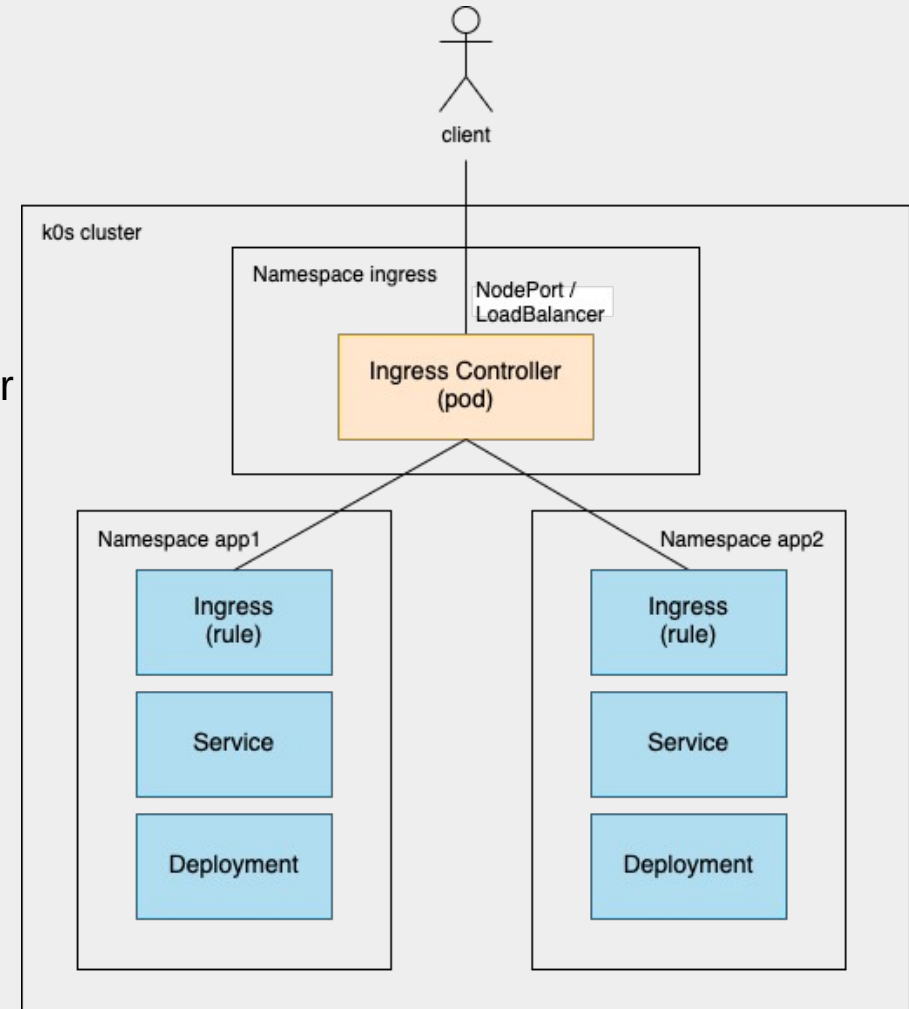 client
k0s cluster
Namespace ingress
NodePort /
LoadBalancer
r
Ingress Controller
(pod)
Namespace app1
Namespace app2
Ingress
(rule)
Ingress
(rule)
Service
Service
Deployment
Deployment